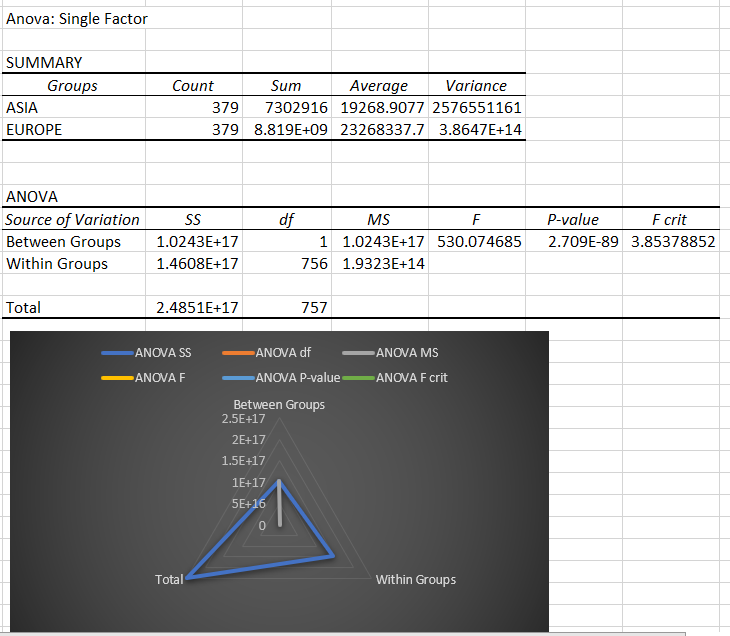 Anova: Single Factor
SUMMARY
Groups Count Sum Average Variance
ASIA 379 7302916 19268.9077 2576551161
EUROPE 379 8.819E+09 23268337.7 3.8647E+14
ANOVA
Source of Variation SS df MS F P-value F crit
Between Groups 1.0243E+17 1 1.0243E+17 530.074685 2.709E-89 3.85378852
Within Groups 1.4608E+17 756 1.9323E+14
Total 2.4851E+17 757
ANOVA SS ANOVA df ANOVA MS
ANOVA F ANOVA P-value ANOVA F crit
Between Groups
2.5E+17
2E+17
1.5E+17
1E+17
5E+16
0
Total Within Groups